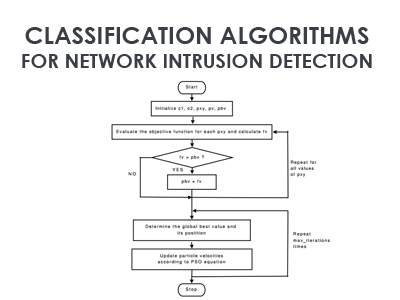 CLASSIFICATION ALGORITHMS
FOR NETWORK INTRUSION DETECTION
Start
Initialize c1, c2, pxy, pv, pbv
Evaluate the objective function for each pxy and calculate fv
fv > pbv ?
NO
YES
pbv = fv
Repeat for
all values
of pxy
Determine the global best value and
its postition
Update particle velocities
according to PSO equation
Repeat
max_iterations
times
Stop